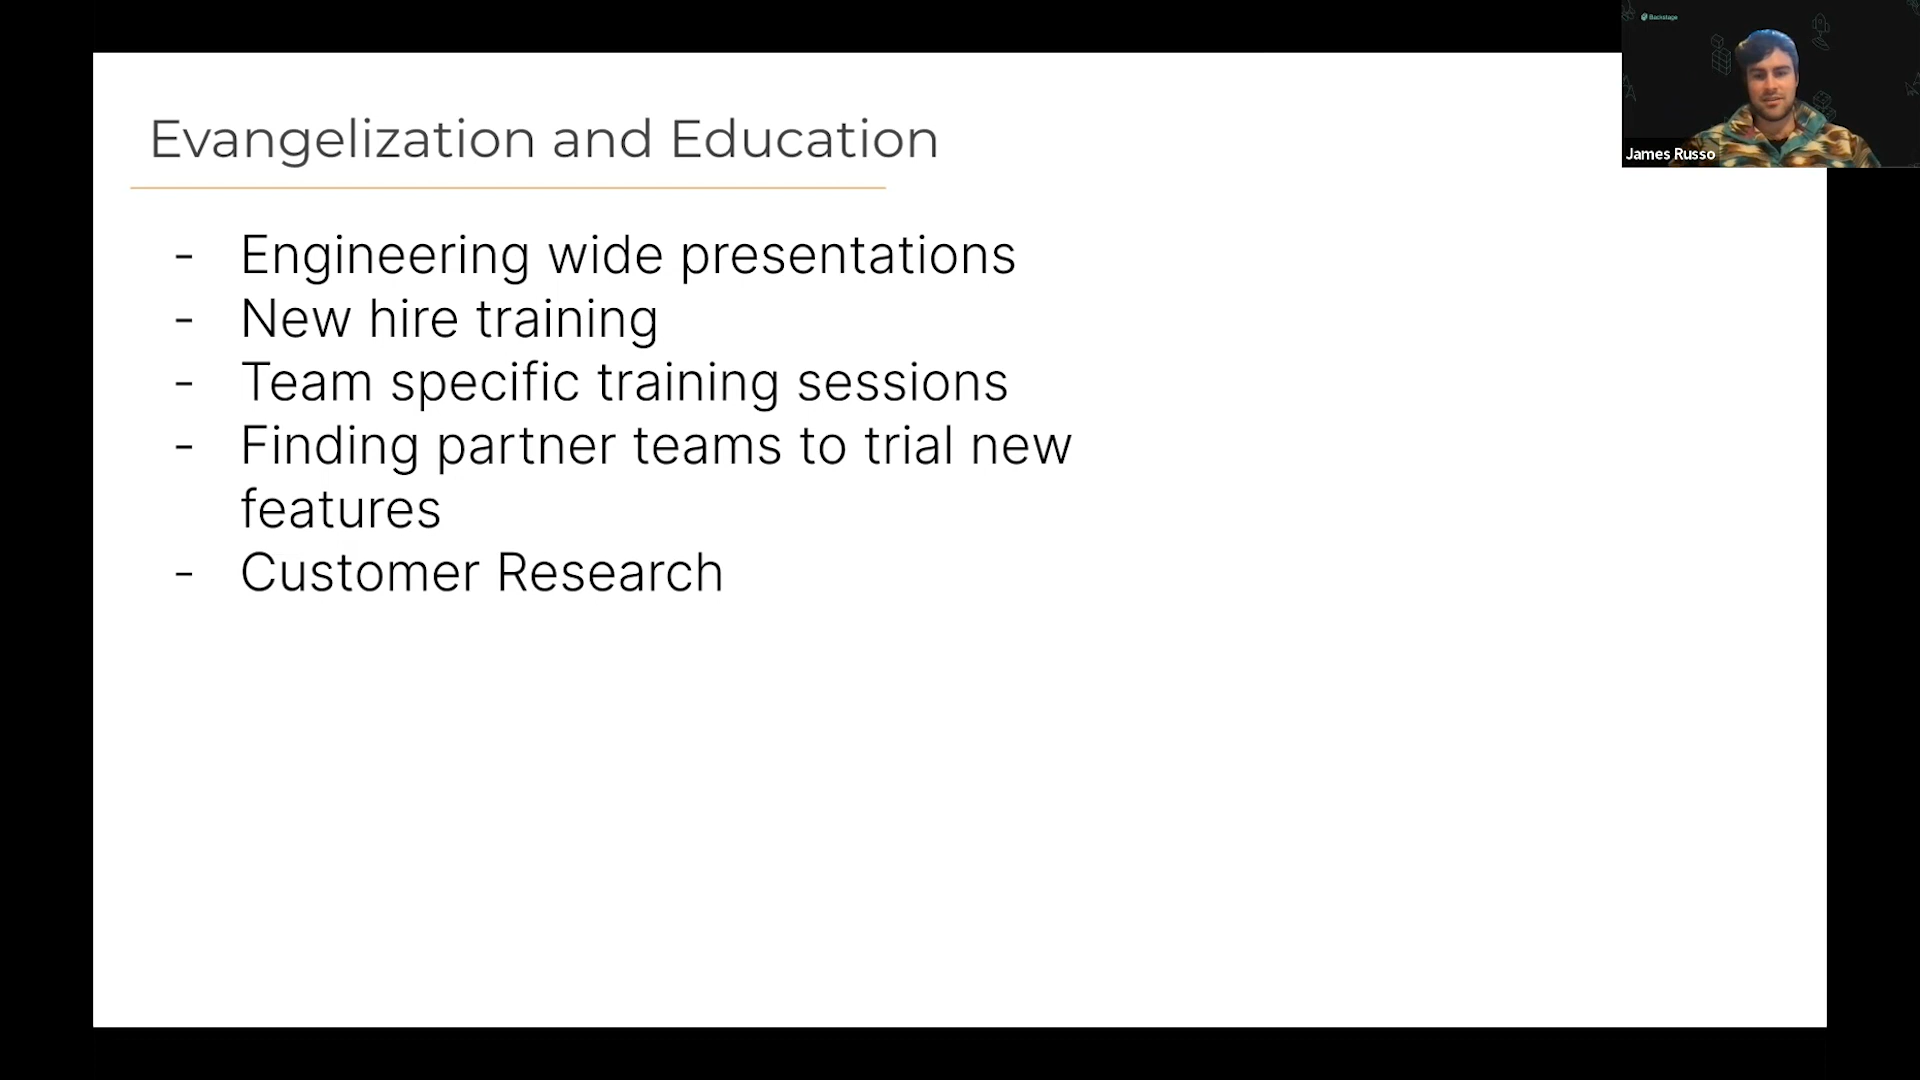 Backstage
James Russo
Evangelization and Education
- Engineering wide presentations
- New hire training
- Team specific training sessions
- Finding partner teams to trial new
features
- Customer Research